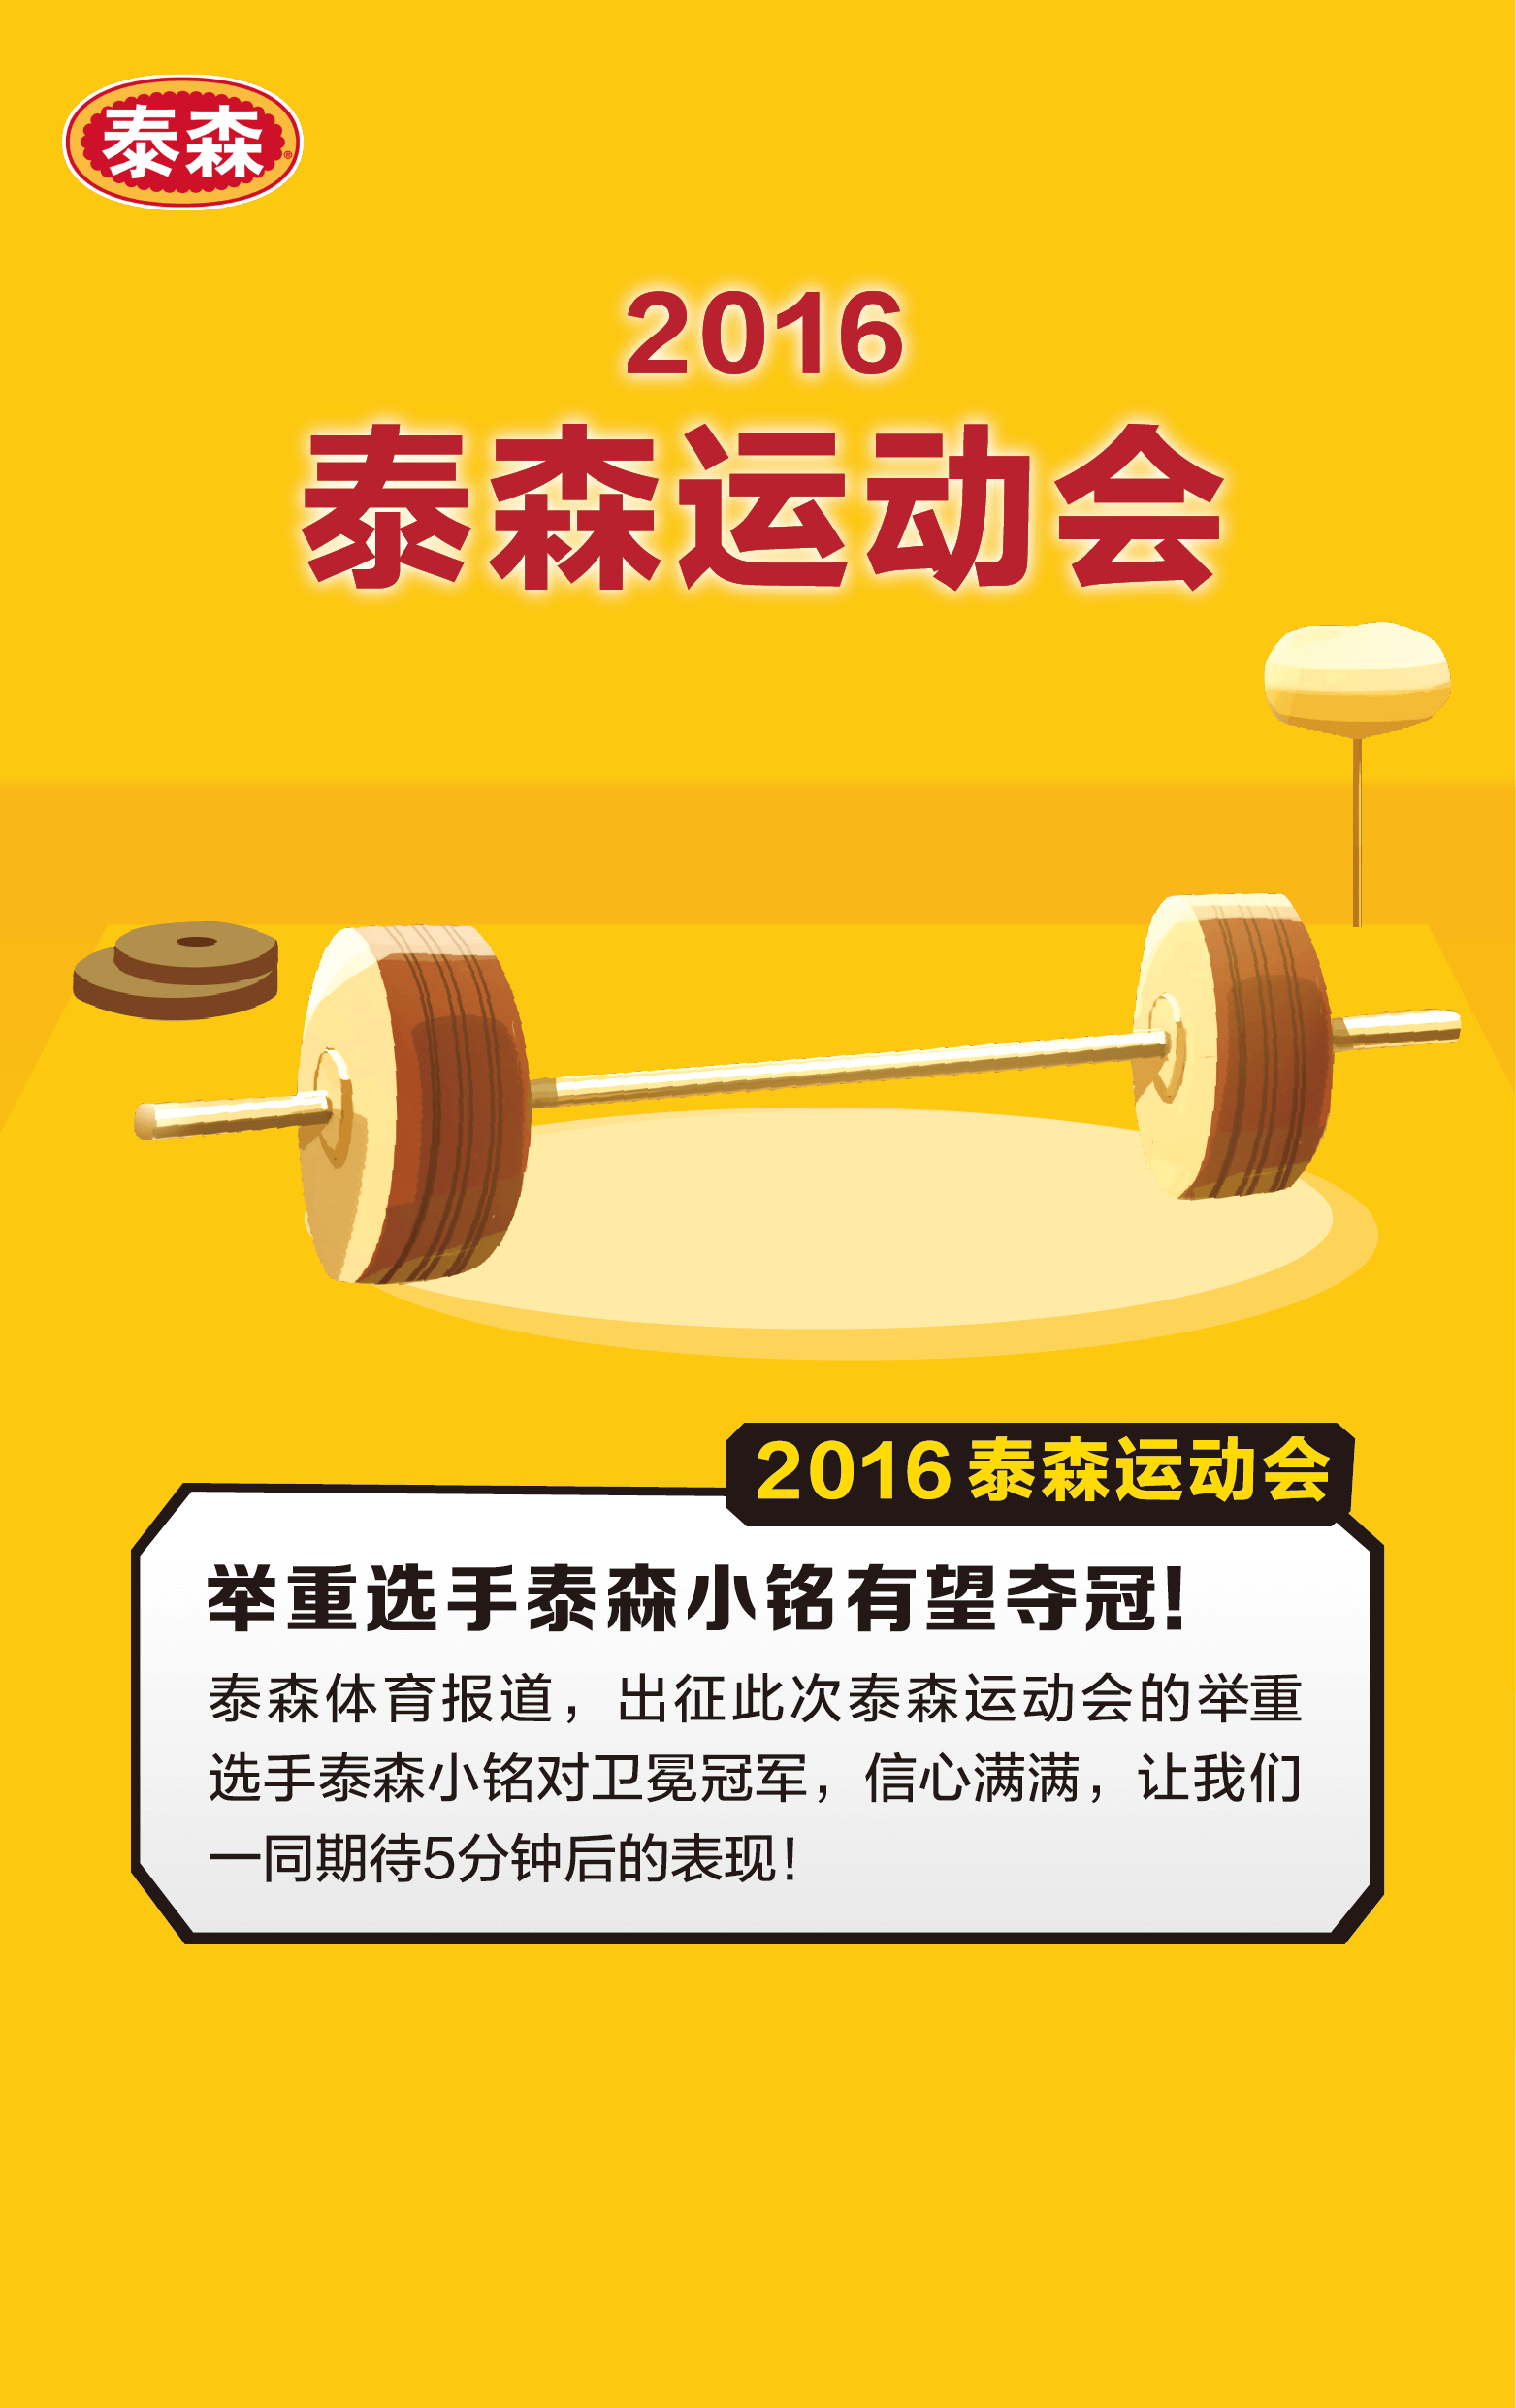 泰森®
2016
泰森运动会
2016 泰森运动会
举重选手泰森小铭有望夺冠！
泰森体育报道，出征此次泰森运动会的举重
选手泰森小铭对卫冕冠军，信心满满，让我们
一同期待5分钟后的表现！